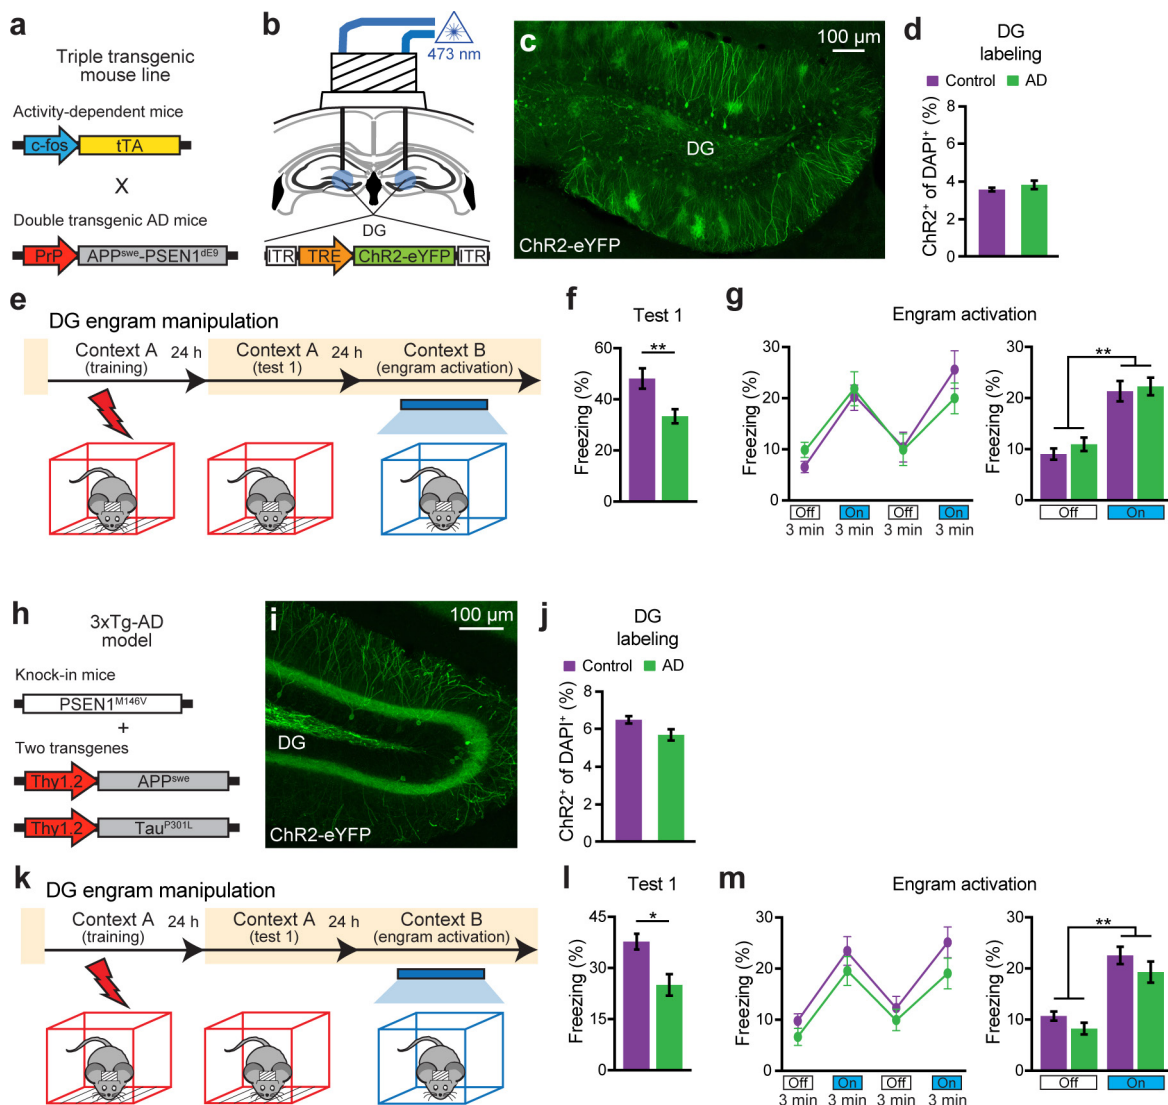 a
Triple transgenic
mouse line
Activity-dependent mice
c-fos
tTA
X
Double transgenic AD mice
PrP
APPswe-PSEN1dE9
b
473 nm
DG
ITR
TRE
ChR2-eYFP
ITR
c
100 µm
DG
ChR2-eYFP
d
DG
labeling
Control
AD
ChR2+ of DAPI+ (%)
8
6
4
2
0
e
DG engram manipulation
Context A
(training)
24 h
Context A
(test 1)
24 h
Context B
(engram activation)
f
Test 1
**
Freezing (%)
60
40
20
0
g
Engram activation
Freezing (%)
30
20
10
0
Off
On
Off
On
3 min
3 min
3 min
3 min
**
Freezing (%)
30
20
10
0
Off
On
h
3xTg-AD
model
Knock-in mice
PSEN1M146V
+
Two transgenes
Thy1.2
APPswe
Thy1.2
TauP301L
i
100 µm
DG
ChR2-eYFP
j
DG
labeling
Control
AD
ChR2+ of DAPI+ (%)
8
6
4
2
0
k
DG engram manipulation
Context A
(training)
24 h
Context A
(test 1)
24 h
Context B
(engram activation)
l
Test 1
*
Freezing (%)
45
30
15
0
m
Engram activation
Freezing (%)
30
20
10
0
Off
On
Off
On
3 min
3 min
3 min
3 min
**
Freezing (%)
30
20
10
0
Off
On